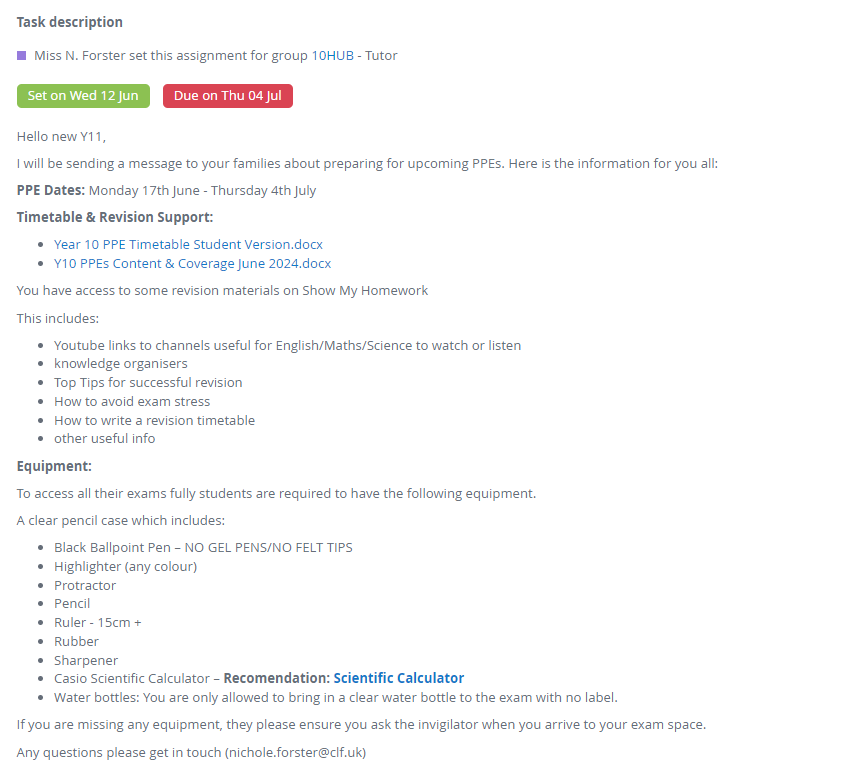 Task description
Miss N. Forster set this assignment for group 10HUB - Tutor
Set on Wed 12 Jun Due on Thu 04 Jul
Hello new Y11,
I will be sending a message to your families about preparing for upcoming PPEs. Here is the information for you all:
PPE Dates: Monday 17th June - Thursday 4th July
Timetable & Revision Support:
• Year 10 PPE Timetable Student Version.docx
• Y10 PPEs Content & Coverage June 2024.docx
You have access to some revision materials on Show My Homework
This includes:
• Youtube links to channels useful for English/Maths/Science to watch or listen
• knowledge organisers
• Top Tips for successful revision
• How to avoid exam stress
• How to write a revision timetable
• other useful info
Equipment:
To access all their exams fully students are required to have the following equipment.
A clear pencil case which includes:
• Black Ballpoint Pen – NO GEL PENS/NO FELT TIPS
• Highlighter (any colour)
• Protractor
• Pencil
• Ruler - 15cm +
• Rubber
• Sharpener
• Casio Scientific Calculator – Recomendation: Scientific Calculator
• Water bottles: You are only allowed to bring in a clear water bottle to the exam with no label.
If you are missing any equipment, they please ensure you ask the invigilator when you arrive to your exam space.
Any questions please get in touch (nichole.forster@clf.uk)